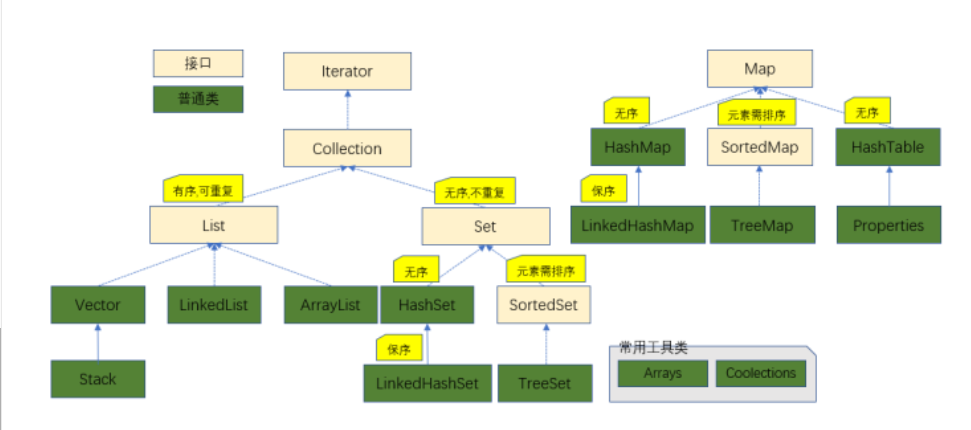 接口
普通类
Iterator
Collection
有序,可重复
无序,不重复
List
Set
无序
元素需排序
Vector
LinkedList
ArrayList
HashSet
SortedSet
保序
Stack
LinkedHashSet
TreeSet
Map
无序
元素需排序
无序
HashMap
SortedMap
HashTable
保序
LinkedHashMap
TreeMap
Properties
常用工具类
Arrays
Coolections